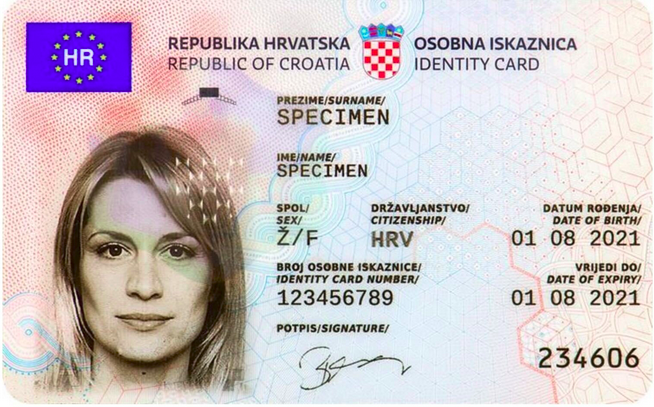 HR
REPUBLIKA HRVATSKA OSOBNA ISKAZNICA
REPUBLIC OF CROATIA IDENTITY CARD
PREZIME/SURNAME/
SPECIMEN
IME/NAME/
SPECIMEN
SPOL/ DRŽAVLJANSTVO/ DATUM ROĐENJA/
SEX/ CITIZENSHIP/ DATE OF BIRTH/
Ž/F HRV 01 08 2021
BROJ OSOBNE ISKAZNICE/ VRIJEDI DO/
IDENTITY CARD NUMBER/ DATE OF EXPIRY/
123456789 01 08 2021
POTPIS/SIGNATURE/
234606